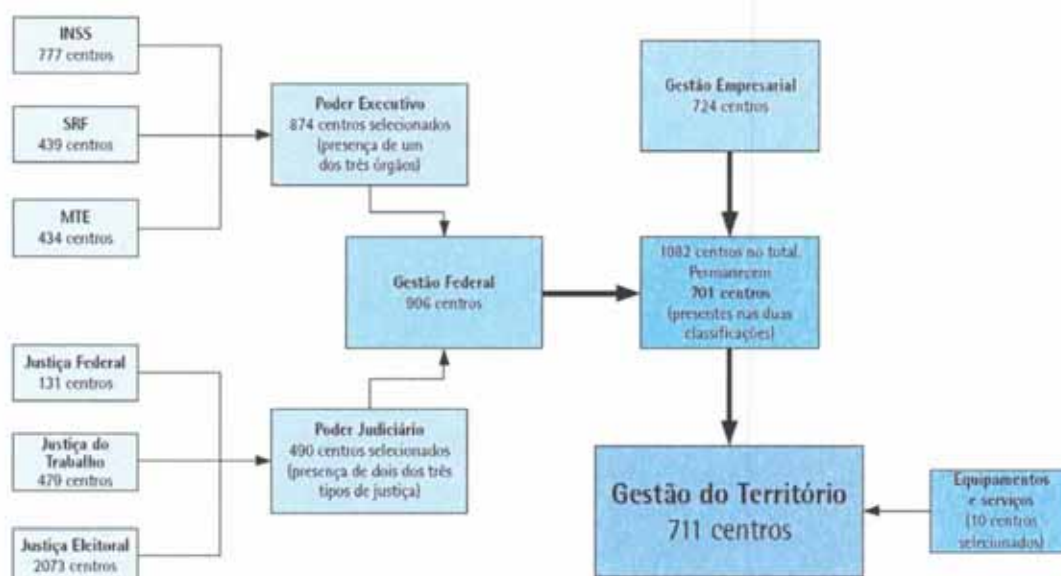 INSS
777 centros
SRF
439 centros
MTE
434 centros
Poder Executivo
874 centros selecionados
(presença de um
dos três órgãos)
Gestão Empresarial
724 centros
Gestão Federal
906 centros
1082 centros no total.
Permanecem
701 centros
(presentes nas duas
classificações)
Justiça Federal
131 centros
Justiça do
Trabalho
479 centros
Justiça Eleitoral
2073 centros
Poder Judiciário
490 centros selecionados
(presença de dois dos três
tipos de justiça)
Gestão do Território
711 centros
Equipamentos
e serviços
(10 centros
selecionados)